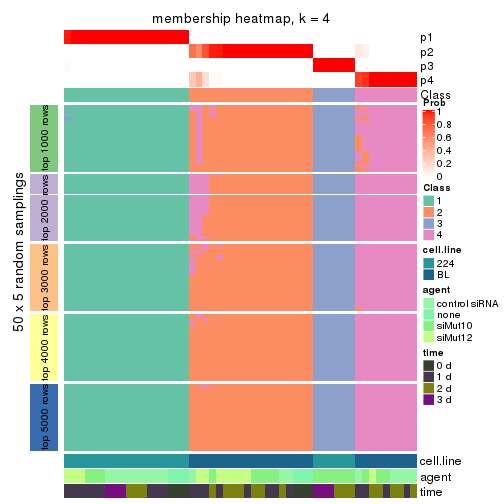 membership heatmap, k = 4
p1
p2
p3
p4
Class
50 x 5 random samplings
top 1000 rows
top 2000 rows
top 3000 rows
top 4000 rows
top 5000 rows
cell.line
agent
time
Prob
1
0.8
0.6
0.4
0.2
0
Class
1
2
3
4
cell.line
224
BL
agent
control siRNA
none
siMut10
siMut12
time
0 d
1 d
2 d
3 d